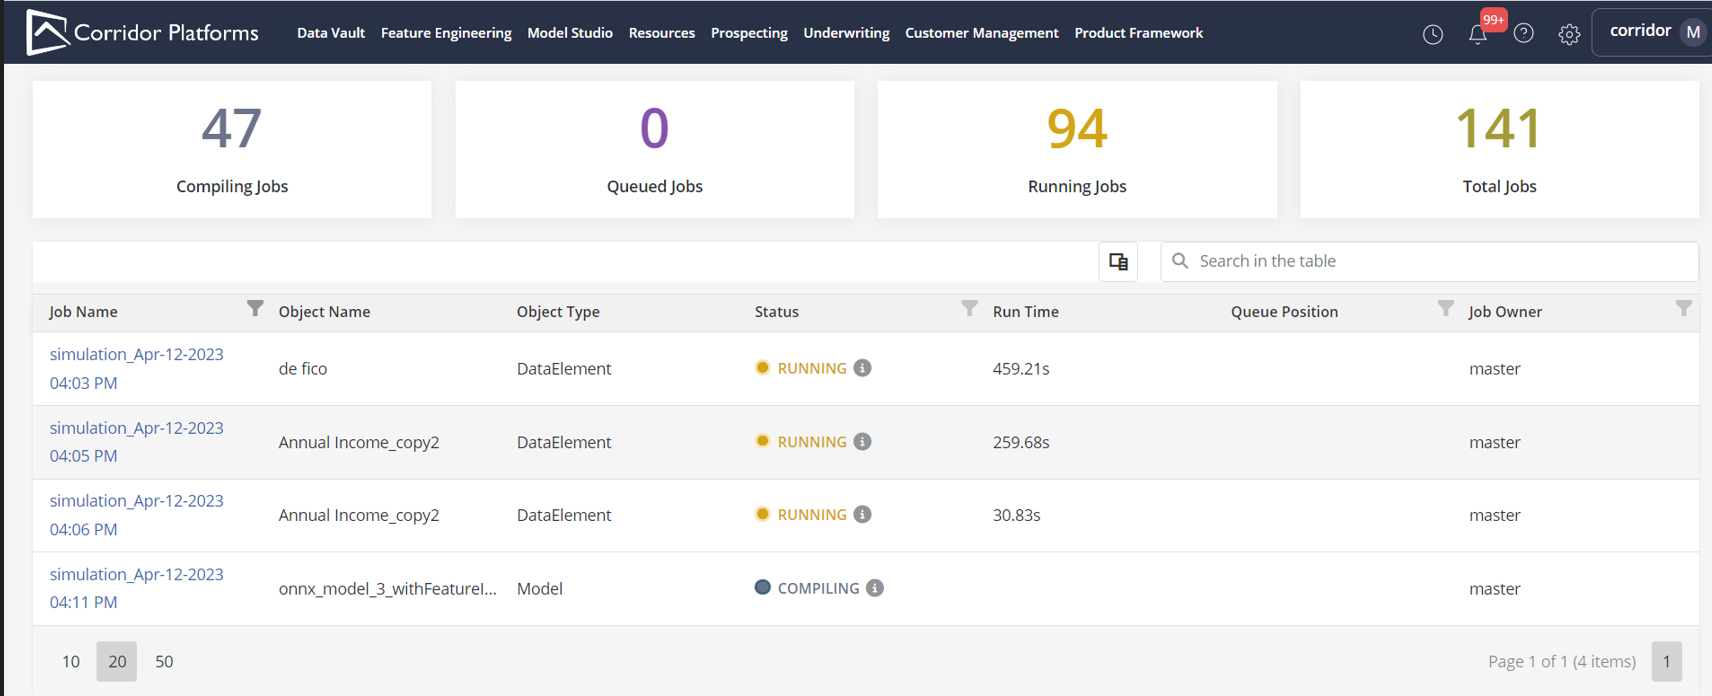 Corridor Platforms Data Vault Feature Engineering Model Studio Resources Prospecting Underwriting Customer Management Product Framework 99+ ? corridor M
47 0 94 141
Compiling Jobs Queued Jobs Running Jobs Total Jobs
Search in the table
Job Name Object Name Object Type Status Run Time Queue Position Job Owner
simulation_Apr-12-2023
04:03 PM de fico DataElement RUNNING i 459.21s master
simulation_Apr-12-2023
04:05 PM Annual Income_copy2 DataElement RUNNING i 259.68s master
simulation_Apr-12-2023
04:06 PM Annual Income_copy2 DataElement RUNNING i 30.83s master
simulation_Apr-12-2023
04:11 PM onnx_model_3_withFeatureI... Model COMPILING i master
10 20 50 Page 1 of 1 (4 items) 1